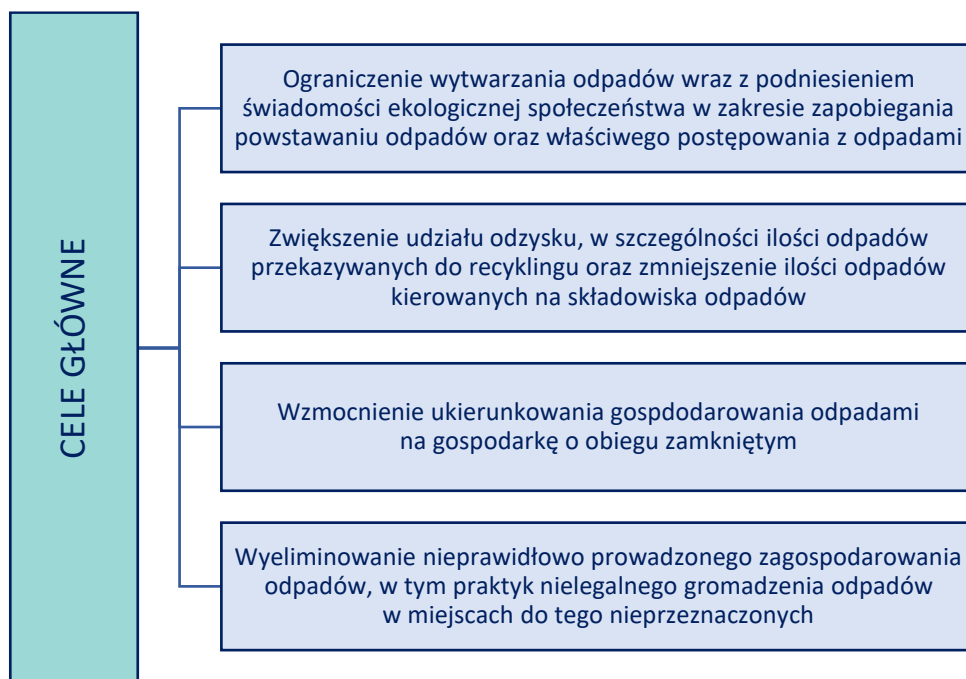 CELE GŁÓWNE
Ograniczenie wytwarzania odpadów wraz z podniesieniem
świadomości ekologicznej społeczeństwa w zakresie zapobiegania
powstawaniu odpadów oraz właściwego postępowania z odpadami
Zwiększenie udziału odzysku, w szczególności ilości odpadów
przekazywanych do recyklingu oraz zmniejszenie ilości odpadów
kierowanych na składowiska odpadów
Wzmocnienie ukierunkowania gospdodarowania odpadami
na gospodarkę o obiegu zamkniętym
Wyeliminowanie nieprawidłowo prowadzonego zagospodarowania
odpadów, w tym praktyk nielegalnego gromadzenia odpadów
w miejscach do tego nieprzeznaczonych